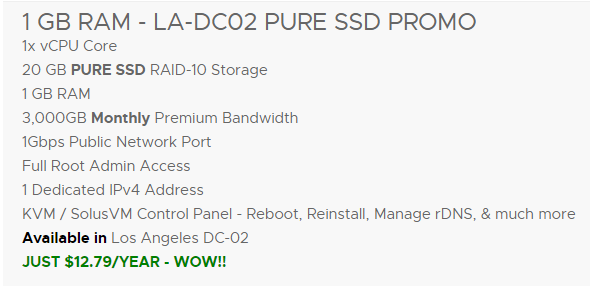 1 GB RAM - LA-DC02 PURE SSD PROMO
1x vCPU Core
20 GB PURE SSD RAID-10 Storage
1 GB RAM
3,000GB Monthly Premium Bandwidth
1Gbps Public Network Port
Full Root Admin Access
1 Dedicated IPv4 Address
KVM / SolusVM Control Panel - Reboot, Reinstall, Manage rDNS, & much more
Available in Los Angeles DC-02
JUST $12.79/YEAR - WOW!!